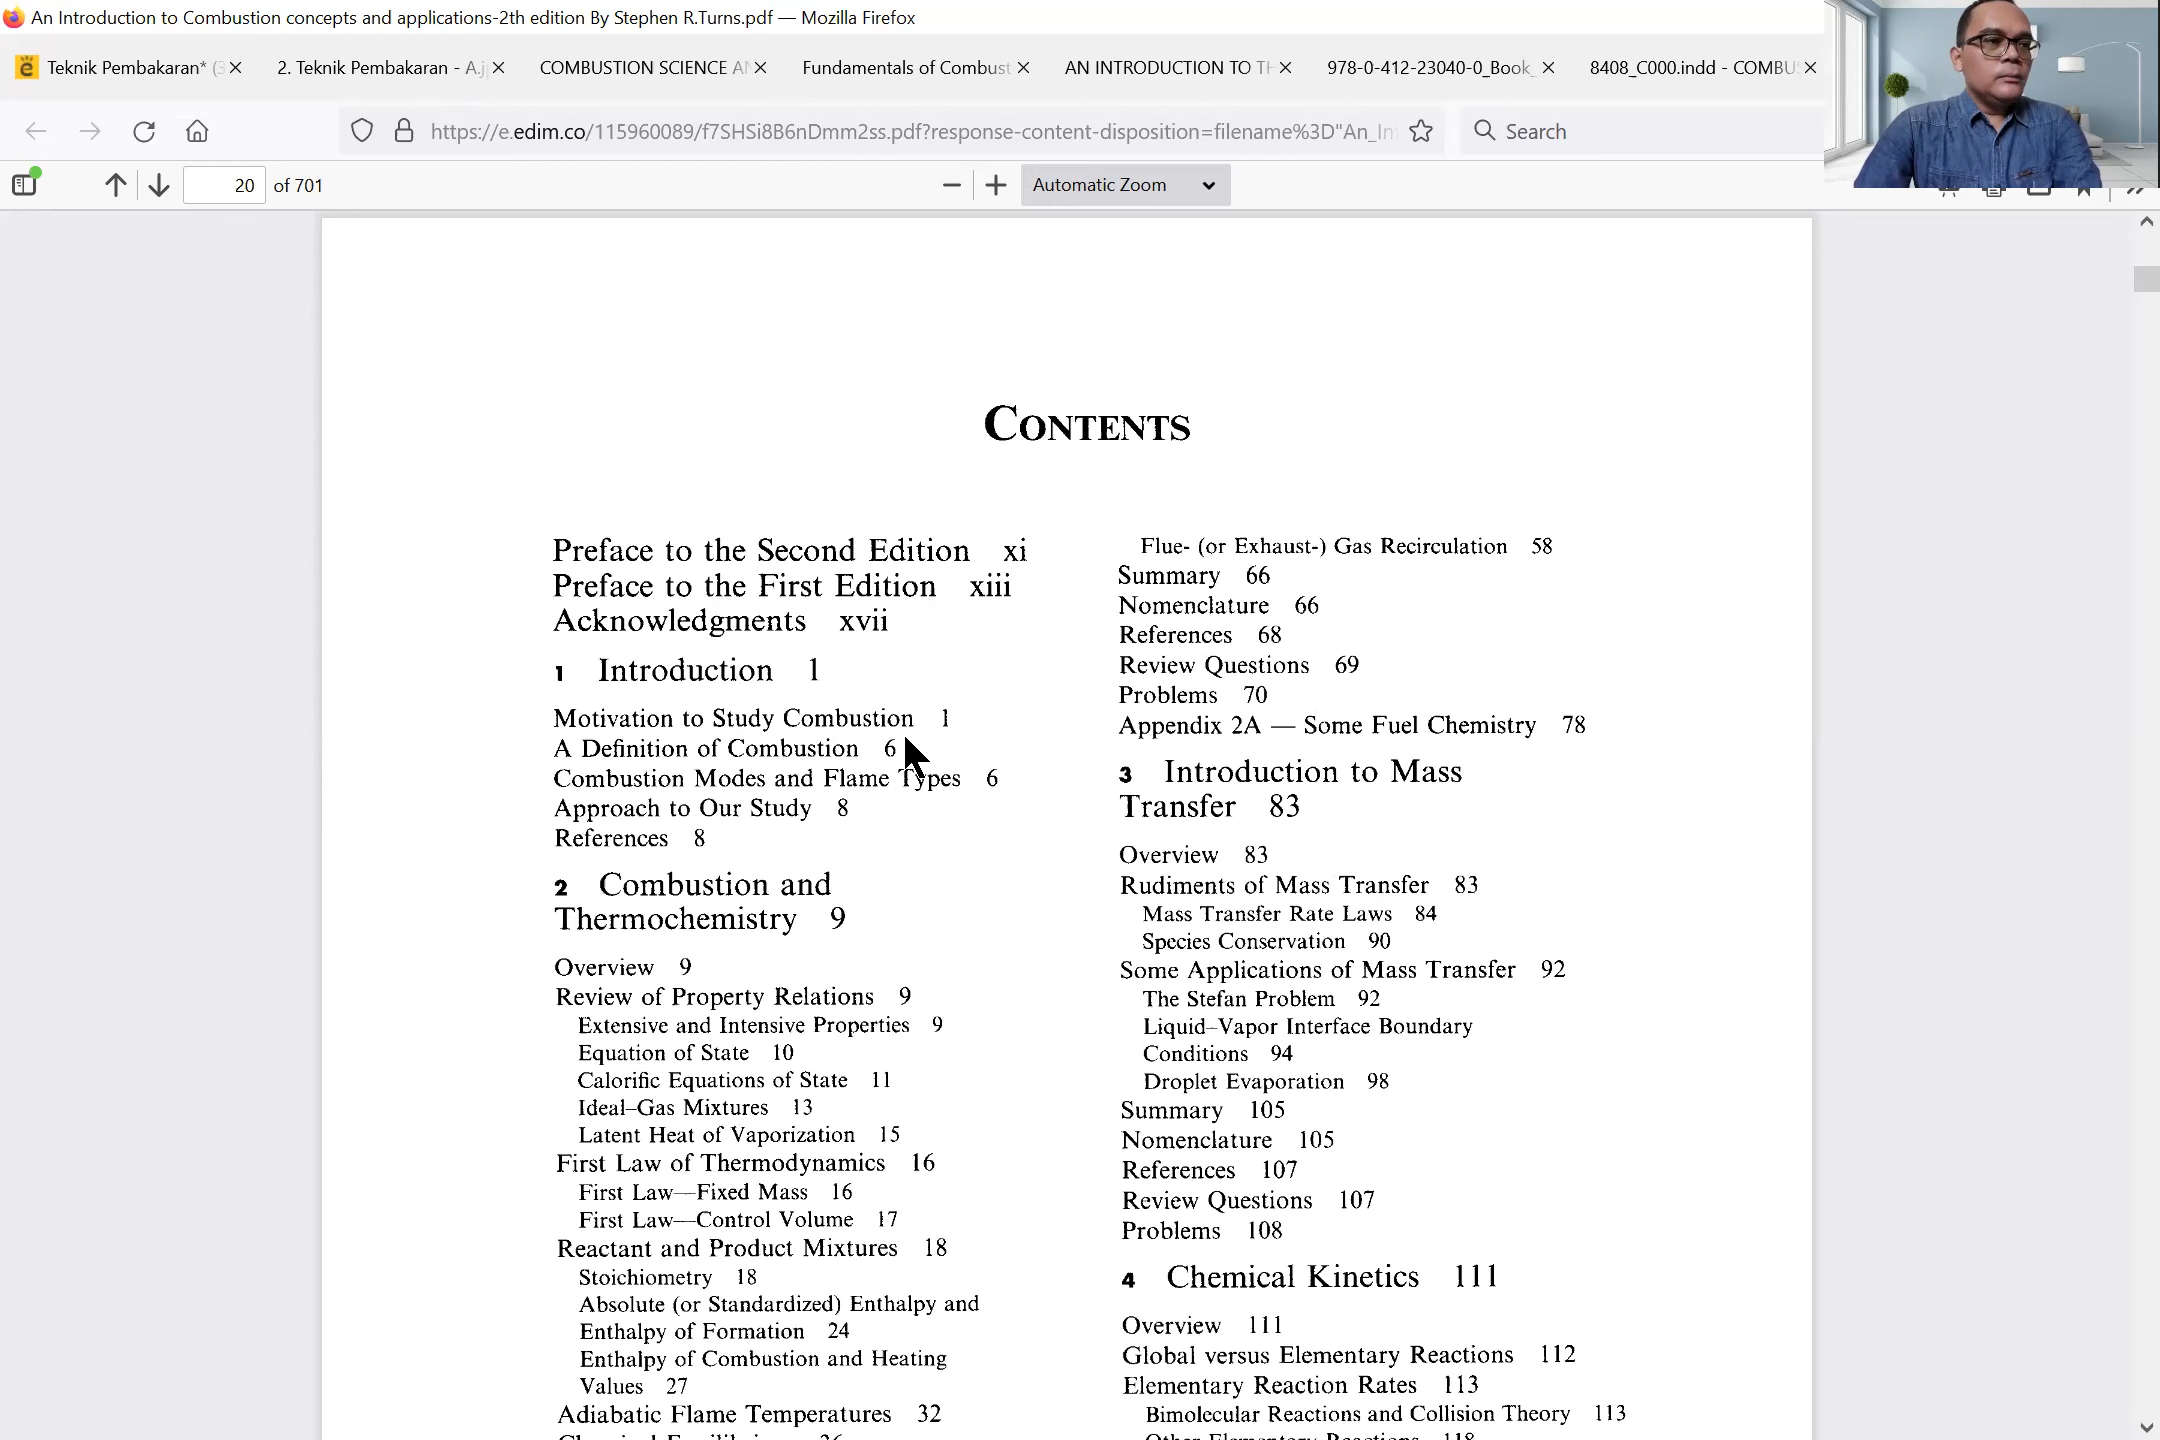 An Introduction to Combustion concepts and applications-2th edition By Stephen R.Turns.pdf — Mozilla Firefox
Teknik Pembakaran* (3
2. Teknik Pembakaran - A.j
COMBUSTION SCIENCE AN
Fundamentals of Combust
AN INTRODUCTION TO TH
978-0-412-23040-0_Book_
8408_C000.indd - COMBU
https://e.edim.co/115960089/f7SHSi8B6nDmm2ss.pdf?response-content-disposition=filename%3D"An_In
Search
20 of 701
Automatic Zoom
CONTENTS
Preface to the Second Edition xi
Preface to the First Edition xiii
Acknowledgments xvii
1 Introduction 1
Motivation to Study Combustion 1
A Definition of Combustion 6
Combustion Modes and Flame Types 6
Approach to Our Study 8
References 8
2 Combustion and
Thermochemistry 9
Overview 9
Review of Property Relations 9
Extensive and Intensive Properties 9
Equation of State 10
Calorific Equations of State 11
Ideal–Gas Mixtures 13
Latent Heat of Vaporization 15
First Law of Thermodynamics 16
First Law—Fixed Mass 16
First Law—Control Volume 17
Reactant and Product Mixtures 18
Stoichiometry 18
Absolute (or Standardized) Enthalpy and
Enthalpy of Formation 24
Enthalpy of Combustion and Heating
Values 27
Adiabatic Flame Temperatures 32
Flue- (or Exhaust-) Gas Recirculation 58
Summary 66
Nomenclature 66
References 68
Review Questions 69
Problems 70
Appendix 2A — Some Fuel Chemistry 78
3 Introduction to Mass
Transfer 83
Overview 83
Rudiments of Mass Transfer 83
Mass Transfer Rate Laws 84
Species Conservation 90
Some Applications of Mass Transfer 92
The Stefan Problem 92
Liquid–Vapor Interface Boundary
Conditions 94
Droplet Evaporation 98
Summary 105
Nomenclature 105
References 107
Review Questions 107
Problems 108
4 Chemical Kinetics 111
Overview 111
Global versus Elementary Reactions 112
Elementary Reaction Rates 113
Bimolecular Reactions and Collision Theory 113